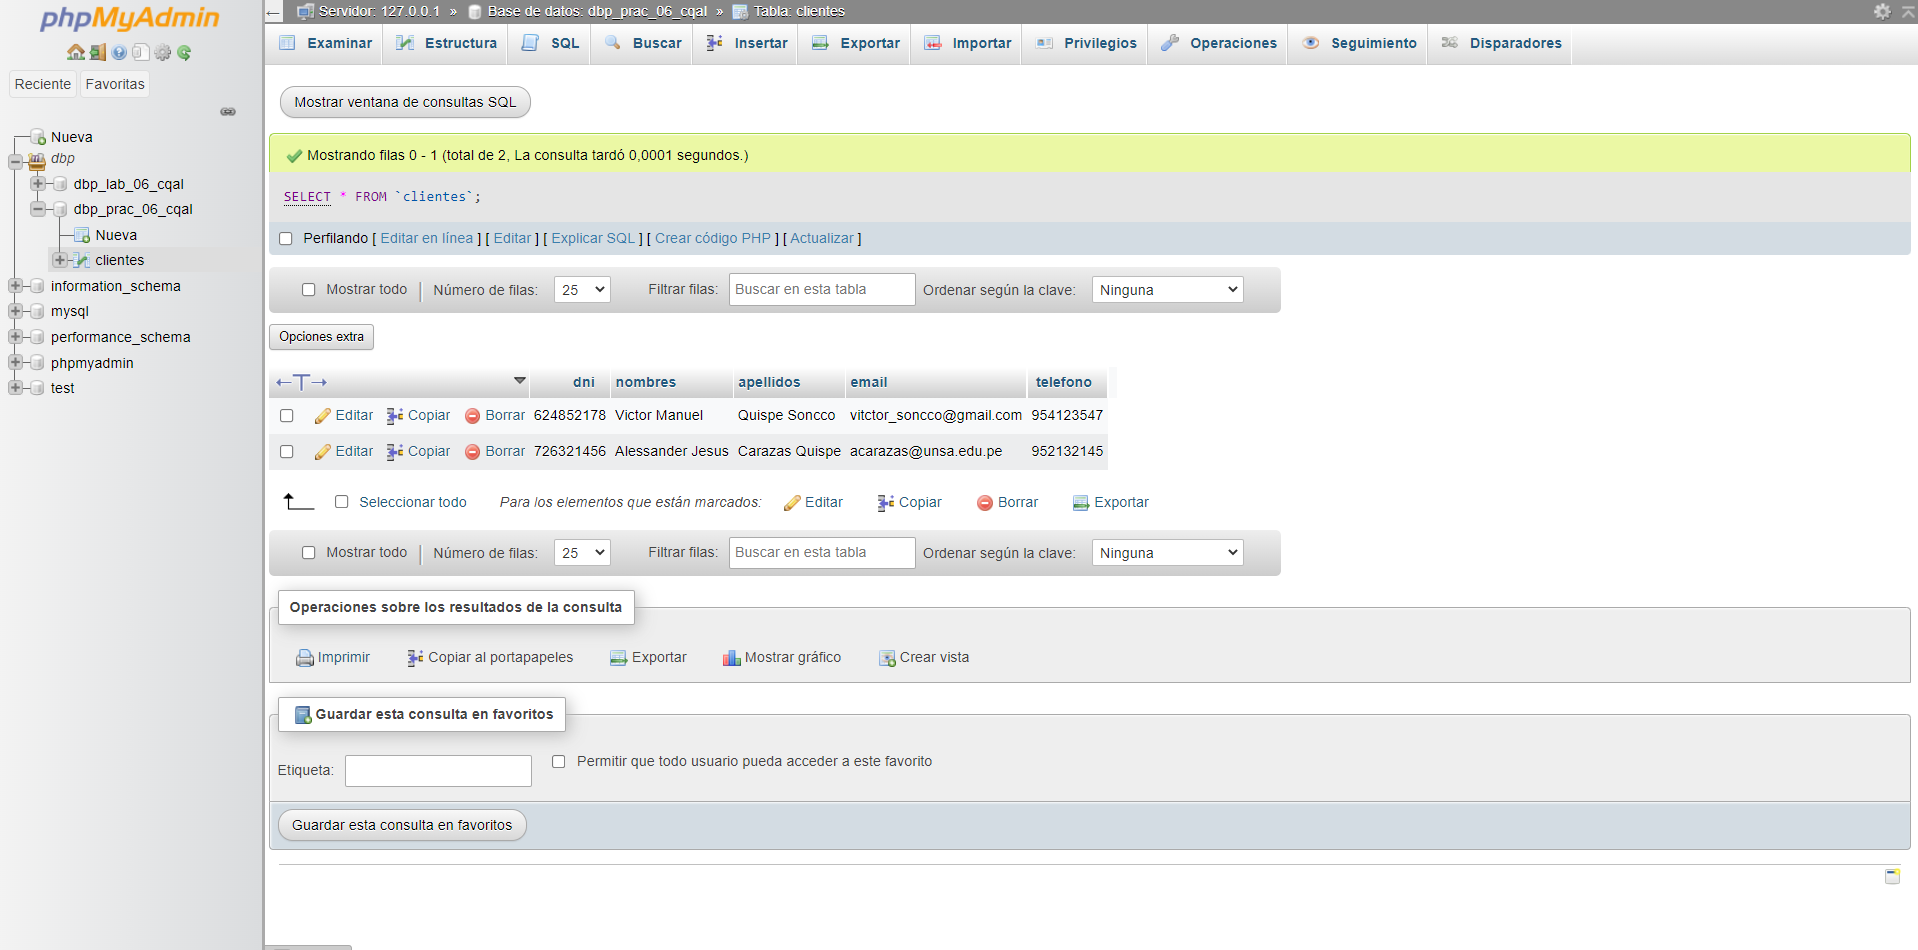 phpMyAdmin
Reciente Favoritas
Nueva
dbp
dbp_lab_06_cqal
dbp_prac_06_cqal
Nueva
clientes
information_schema
mysql
performance_schema
phpmyadmin
test
Servidor: 127.0.0.1 » Base de datos: dbp_prac_06_cqal » Tabla: clientes
Examinar Estructura SQL Buscar Insertar Exportar Importar Privilegios Operaciones Seguimiento Disparadores
Mostrar ventana de consultas SQL
Mostrando filas 0 - 1 (total de 2, La consulta tardó 0,0001 segundos.)
SELECT * FROM `clientes`;
Perfilando [ Editar en línea ] [ Editar ] [ Explicar SQL ] [ Crear código PHP ] [ Actualizar ]
Mostrar todo | Número de filas: 25 Filtrar filas: Buscar en esta tabla Ordenar según la clave: Ninguna
Opciones extra
←T→ dni nombres apellidos email telefono
Editar Copiar Borrar 624852178 Victor Manuel Quispe Soncco vitctor_soncco@gmail.com 954123547
Editar Copiar Borrar 726321456 Alessander Jesus Carazas Quispe acarazas@unsa.edu.pe 952132145
Seleccionar todo Para los elementos que están marcados: Editar Copiar Borrar Exportar
Mostrar todo | Número de filas: 25 Filtrar filas: Buscar en esta tabla Ordenar según la clave: Ninguna
Operaciones sobre los resultados de la consulta
Imprimir Copiar al portapapeles Exportar Mostrar gráfico Crear vista
Guardar esta consulta en favoritos
Etiqueta: Permitir que todo usuario pueda acceder a este favorito
Guardar esta consulta en favoritos